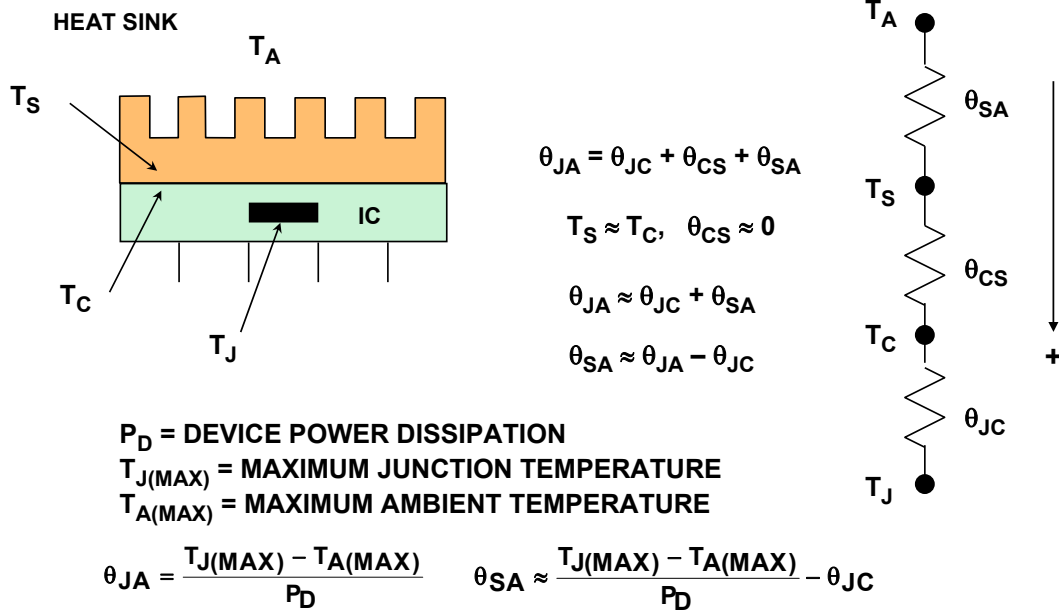 HEAT SINK
T_A
T_S
IC
T_C
T_J
θ_JA = θ_JC + θ_CS + θ_SA
T_S ≈ T_C, θ_CS ≈ 0
θ_JA ≈ θ_JC + θ_SA
θ_SA ≈ θ_JA – θ_JC
T_A
θ_SA
T_S
θ_CS
T_C
+
θ_JC
T_J
P_D = DEVICE POWER DISSIPATION
T_J(MAX) = MAXIMUM JUNCTION TEMPERATURE
T_A(MAX) = MAXIMUM AMBIENT TEMPERATURE
θ_JA = (T_J(MAX) – T_A(MAX)) / P_D
θ_SA ≈ (T_J(MAX) – T_A(MAX)) / P_D – θ_JC